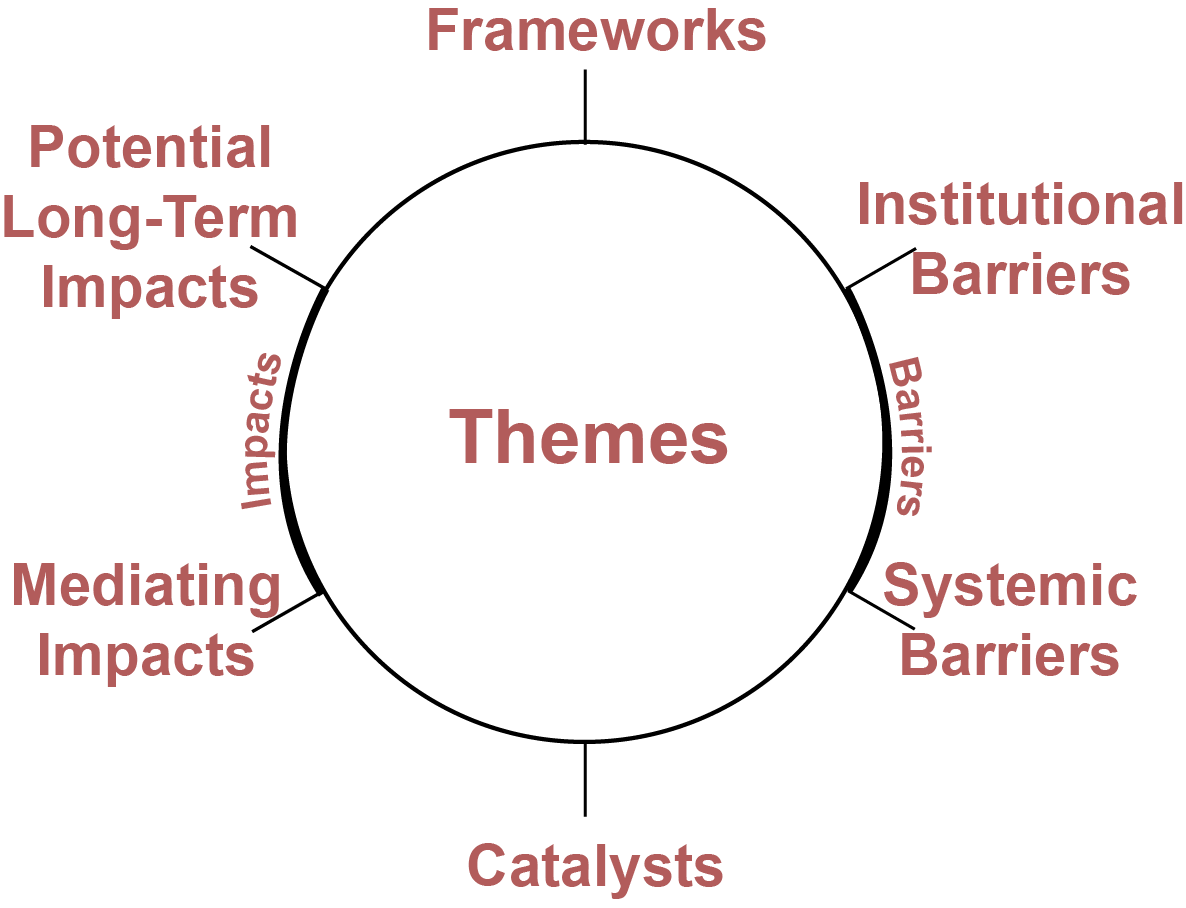 Frameworks
Potential
Long-Term
Impacts
Institutional
Barriers
Impacts
Barriers
Themes
Mediating
Impacts
Systemic
Barriers
Catalysts